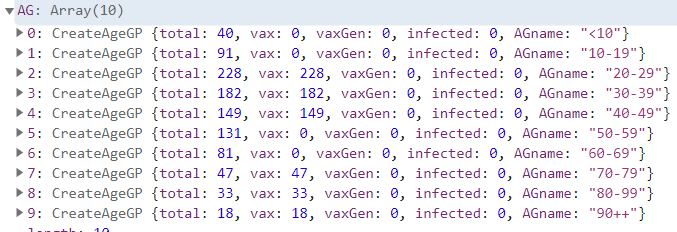 ▼AG: Array(10)
▶0: CreateAgeGP {total: 40, vax: 0, vaxGen: 0, infected: 0, AGname: "<10"}
▶1: CreateAgeGP {total: 91, vax: 0, vaxGen: 0, infected: 0, AGname: "10-19"}
▶2: CreateAgeGP {total: 228, vax: 228, vaxGen: 0, infected: 0, AGname: "20-29"}
▶3: CreateAgeGP {total: 182, vax: 182, vaxGen: 0, infected: 0, AGname: "30-39"}
▶4: CreateAgeGP {total: 149, vax: 149, vaxGen: 0, infected: 0, AGname: "40-49"}
▶5: CreateAgeGP {total: 131, vax: 0, vaxGen: 0, infected: 0, AGname: "50-59"}
▶6: CreateAgeGP {total: 81, vax: 0, vaxGen: 0, infected: 0, AGname: "60-69"}
▶7: CreateAgeGP {total: 47, vax: 47, vaxGen: 0, infected: 0, AGname: "70-79"}
▶8: CreateAgeGP {total: 33, vax: 33, vaxGen: 0, infected: 0, AGname: "80-99"}
▶9: CreateAgeGP {total: 18, vax: 18, vaxGen: 0, infected: 0, AGname: "90++"}
length: 10